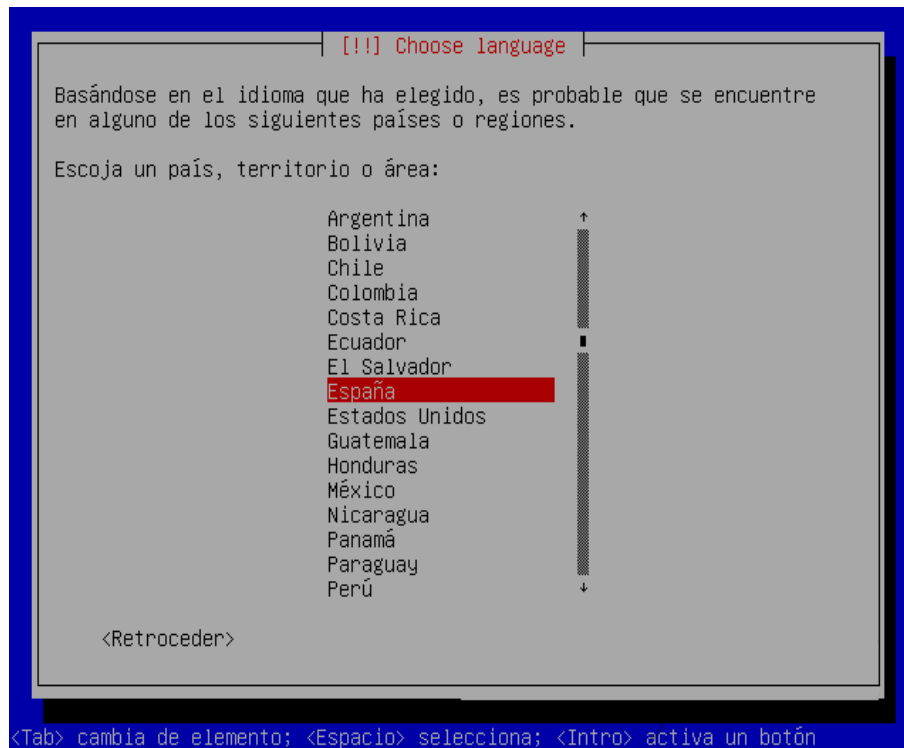 [!!] Choose language
Basándose en el idioma que ha elegido, es probable que se encuentre
en alguno de los siguientes países o regiones.
Escoja un país, territorio o área:
Argentina
Bolivia
Chile
Colombia
Costa Rica
Ecuador
El Salvador
España
Estados Unidos
Guatemala
Honduras
México
Nicaragua
Panamá
Paraguay
Perú
<Retroceder>
<Tab> cambia de elemento; <Espacio> selecciona; <Intro> activa un botón